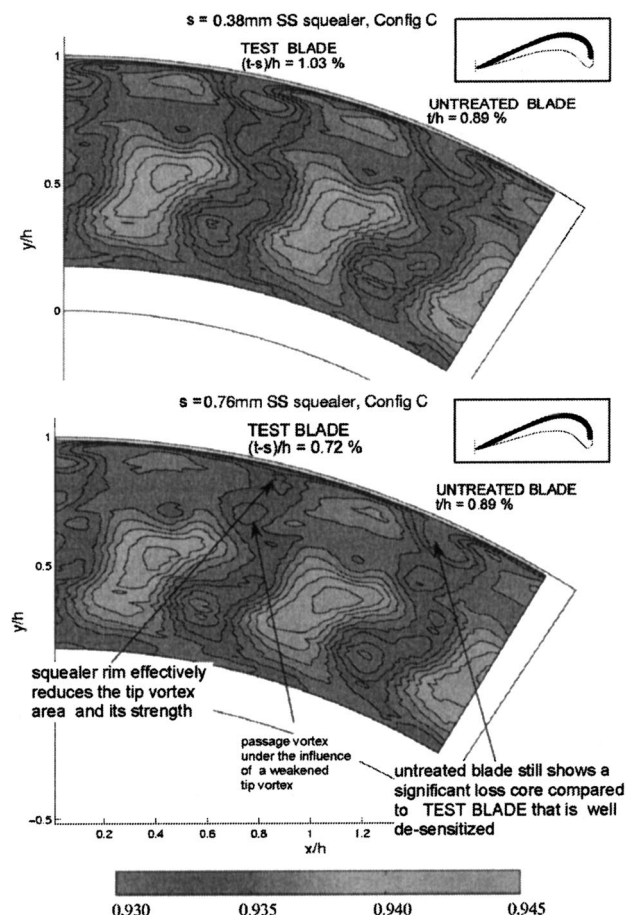 s = 0.38mm SS squealer, Config C
TEST BLADE
(t-s)/h = 1.03 %
UNTREATED BLADE
t/h = 0.89 %
1
0.5
0
y/h
s = 0.76mm SS squealer, Config C
TEST BLADE
(t-s)/h = 0.72 %
UNTREATED BLADE
t/h = 0.89 %
1
0.5
y/h
squealer rim effectively
reduces the tip vortex
area and its strength
passage vortex
under the influence
of a weakened
tip vortex
untreated blade still shows a
significant loss core compared
to TEST BLADE that is well
de-sensitized
-0.5
0.2 0.4 0.6 0.8 1 1.2
x/h
0.930 0.935 0.940 0.945